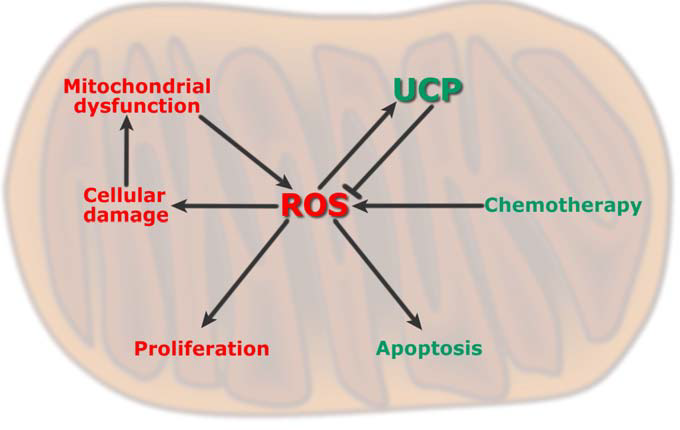 Mitochondrial
dysfunction
UCP
Cellular
damage
ROS
Chemotherapy
Proliferation
Apoptosis